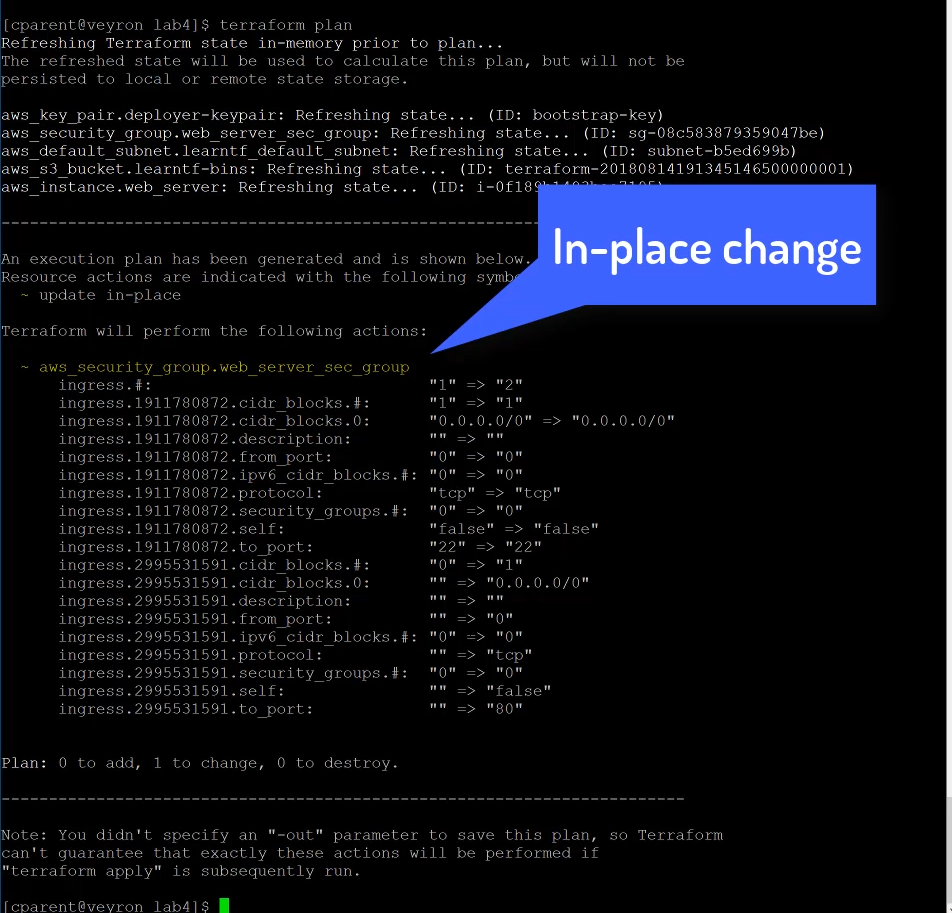 [cparent@veyron lab4]$ terraform plan
Refreshing Terraform state in-memory prior to plan...
The refreshed state will be used to calculate this plan, but will not be
persisted to local or remote state storage.
aws_key_pair.deployer-keypair: Refreshing state... (ID: bootstrap-key)
aws_security_group.web_server_sec_group: Refreshing state... (ID: sg-08c583879359047be)
aws_default_subnet.learntf_default_subnet: Refreshing state... (ID: subnet-b5ed699b)
aws_s3_bucket.learntf-bins: Refreshing state... (ID: terraform-20180814191345146500000001)
aws_instance.web_server: Refreshing state... (ID:
------------------------------------------------------------------------
In-place change
An execution plan has been generated and is shown below.
Resource actions are indicated with the following
~ update in-place
Terraform will perform the following actions:
~ aws_security_group.web_server_sec_group
ingress.#: "1" => "2"
ingress.1911780872.cidr_blocks.#: "1" => "1"
ingress.1911780872.cidr_blocks.0: "0.0.0.0/0" => "0.0.0.0/0"
ingress.1911780872.description: "" => ""
ingress.1911780872.from_port: "0" => "0"
ingress.1911780872.ipv6_cidr_blocks.#: "0" => "0"
ingress.1911780872.protocol: "tcp" => "tcp"
ingress.1911780872.security_groups.#: "0" => "0"
ingress.1911780872.self: "false" => "false"
ingress.1911780872.to_port: "22" => "22"
ingress.2995531591.cidr_blocks.#: "0" => "1"
ingress.2995531591.cidr_blocks.0: "" => "0.0.0.0/0"
ingress.2995531591.description: "" => ""
ingress.2995531591.from_port: "" => "0"
ingress.2995531591.ipv6_cidr_blocks.#: "0" => "0"
ingress.2995531591.protocol: "" => "tcp"
ingress.2995531591.security_groups.#: "0" => "0"
ingress.2995531591.self: "" => "false"
ingress.2995531591.to_port: "" => "80"
Plan: 0 to add, 1 to change, 0 to destroy.
------------------------------------------------------------------------
Note: You didn't specify an "-out" parameter to save this plan, so Terraform
can't guarantee that exactly these actions will be performed if
"terraform apply" is subsequently run.
[cparent@veyron lab4]$